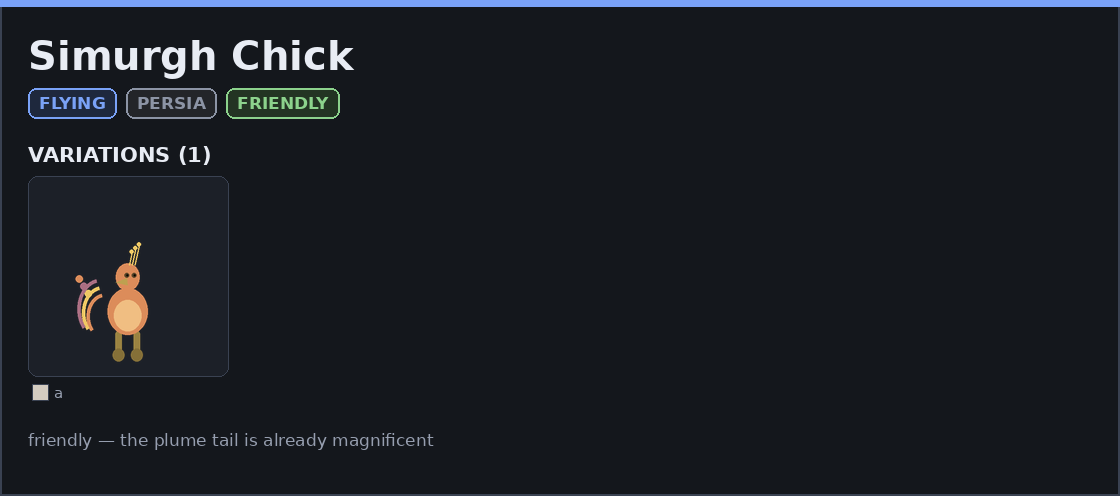 Simurgh Chick
FLYING PERSIA FRIENDLY
VARIATIONS (1)
a
friendly — the plume tail is already magnificent